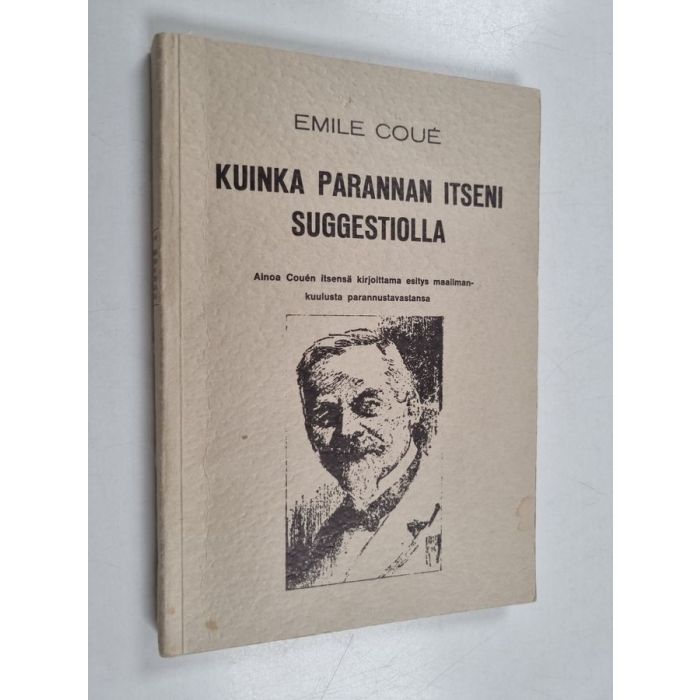 EMILE COUÉ
KUINKA PARANNAN ITSENI
SUGGESTIOLLA
Ainoa Couén itsensä kirjoittama esitys maailman-
kuulusta parannustavastansa